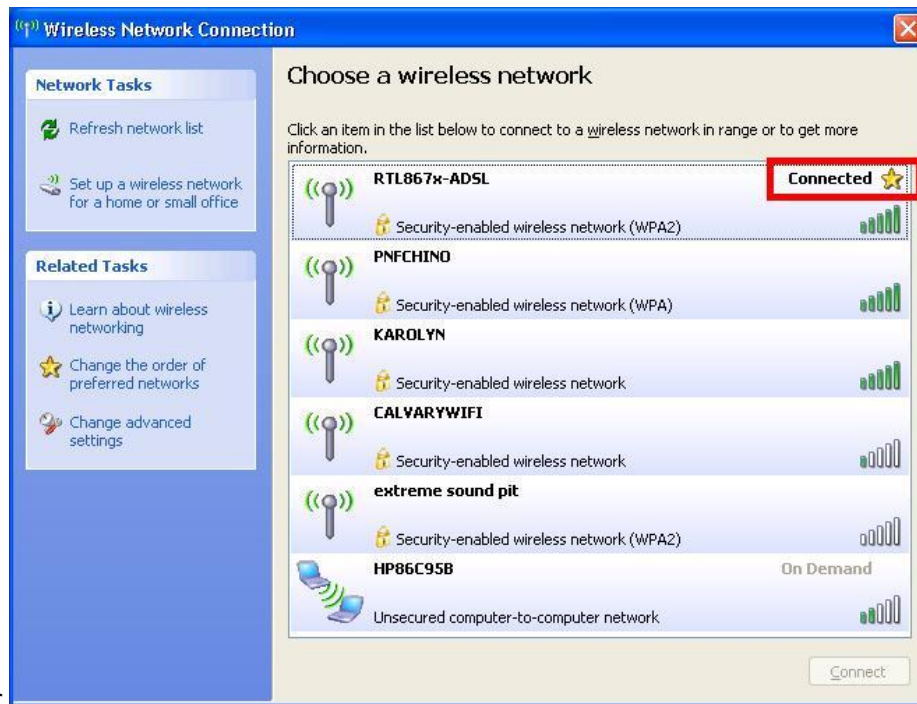 Wireless Network Connection
Network Tasks
Refresh network list
Set up a wireless network
for a home or small office
Related Tasks
Learn about wireless
networking
Change the order of
preferred networks
Change advanced
settings
Choose a wireless network
Click an item in the list below to connect to a wireless network in range or to get more
information.
RTL867x-ADSL
Connected
Security-enabled wireless network (WPA2)
PNFCHINO
Security-enabled wireless network (WPA)
KAROLYN
Security-enabled wireless network
CALVARYWIFI
Security-enabled wireless network
extreme sound pit
Security-enabled wireless network (WPA2)
HP86C95B
On Demand
Unsecured computer-to-computer network
Connect